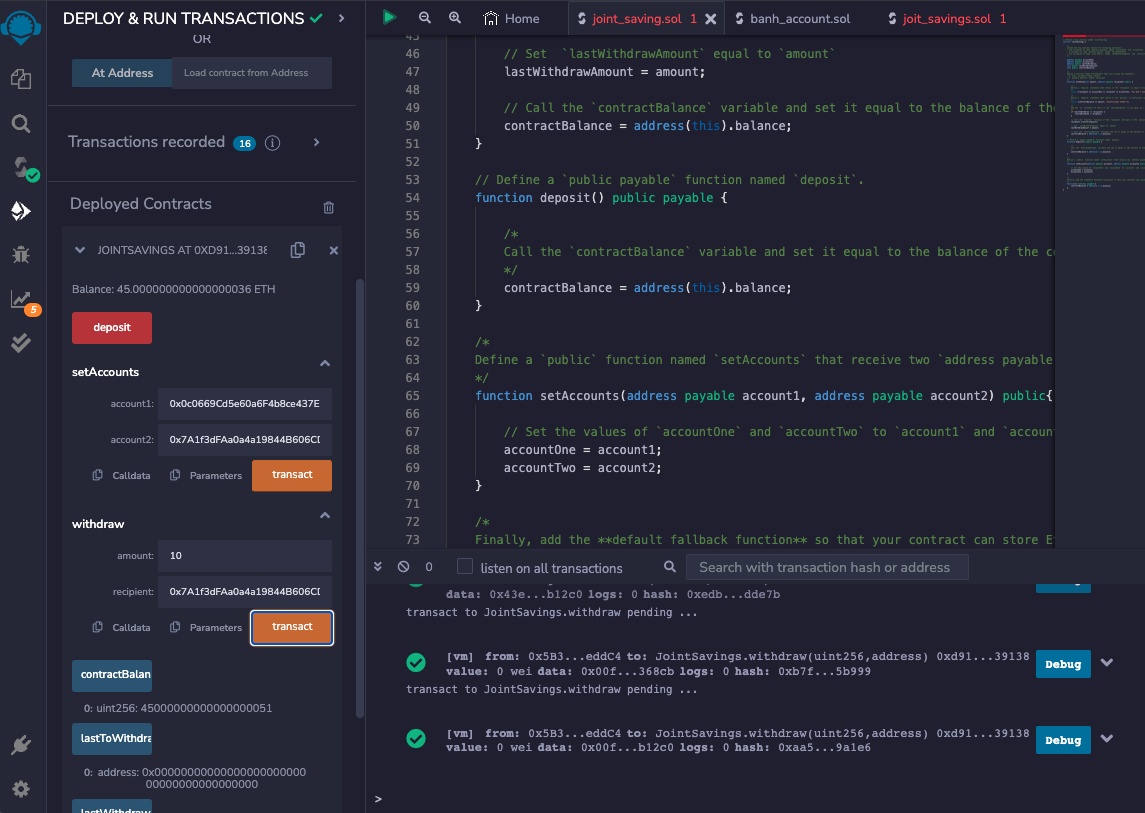 DEPLOY & RUN TRANSACTIONS
OR
At Address
Load contract from Address
Transactions recorded 16 i
Deployed Contracts
JOINTSAVINGS AT 0XD91...39138
Balance: 45.000000000000000036 ETH
deposit
setAccounts
account1: 0x0c0669Cd5e60a6F4b8ce437E
account2: 0x7A1f3dFAa0a4a19844B606CD
Calldata Parameters transact
withdraw
amount: 10
recipient: 0x7A1f3dFAa0a4a19844B606CD
Calldata Parameters transact
contractBalan
0: uint256: 45000000000000000051
lastToWithdra
0: address: 0x00000000000000000000000
00000000000000000
lastWithdraw
5
Home
joint_saving.sol 1
banh_account.sol
joit_savings.sol 1
45
46 // Set `lastWithdrawAmount` equal to `amount`
47 lastWithdrawAmount = amount;
48
49 // Call the `contractBalance` variable and set it equal to the balance of the
50 contractBalance = address(this).balance;
51 }
52
53 // Define a `public payable` function named `deposit`.
54 function deposit() public payable {
55
56 /*
57 Call the `contractBalance` variable and set it equal to the balance of the co
58 */
59 contractBalance = address(this).balance;
60 }
61
62 /*
63 Define a `public` function named `setAccounts` that receive two `address payable
64 */
65 function setAccounts(address payable account1, address payable account2) public{
66
67 // Set the values of `accountOne` and `accountTwo` to `account1` and `accoun
68 accountOne = account1;
69 accountTwo = account2;
70 }
71
72 /*
73 Finally, add the **default fallback function** so that your contract can store E
0 listen on all transactions
Search with transaction hash or address
data: 0x43e...b12c0 logs: 0 hash: 0xedb...dde7b
transact to JointSavings.withdraw pending ...
[vm] from: 0x5B3...eddC4 to: JointSavings.withdraw(uint256,address) 0xd91...39138
value: 0 wei data: 0x00f...368cb logs: 0 hash: 0xb7f...5b999
Debug
transact to JointSavings.withdraw pending ...
[vm] from: 0x5B3...eddC4 to: JointSavings.withdraw(uint256,address) 0xd91...39138
value: 0 wei data: 0x00f...b12c0 logs: 0 hash: 0xaa5...9a1e6
Debug
>